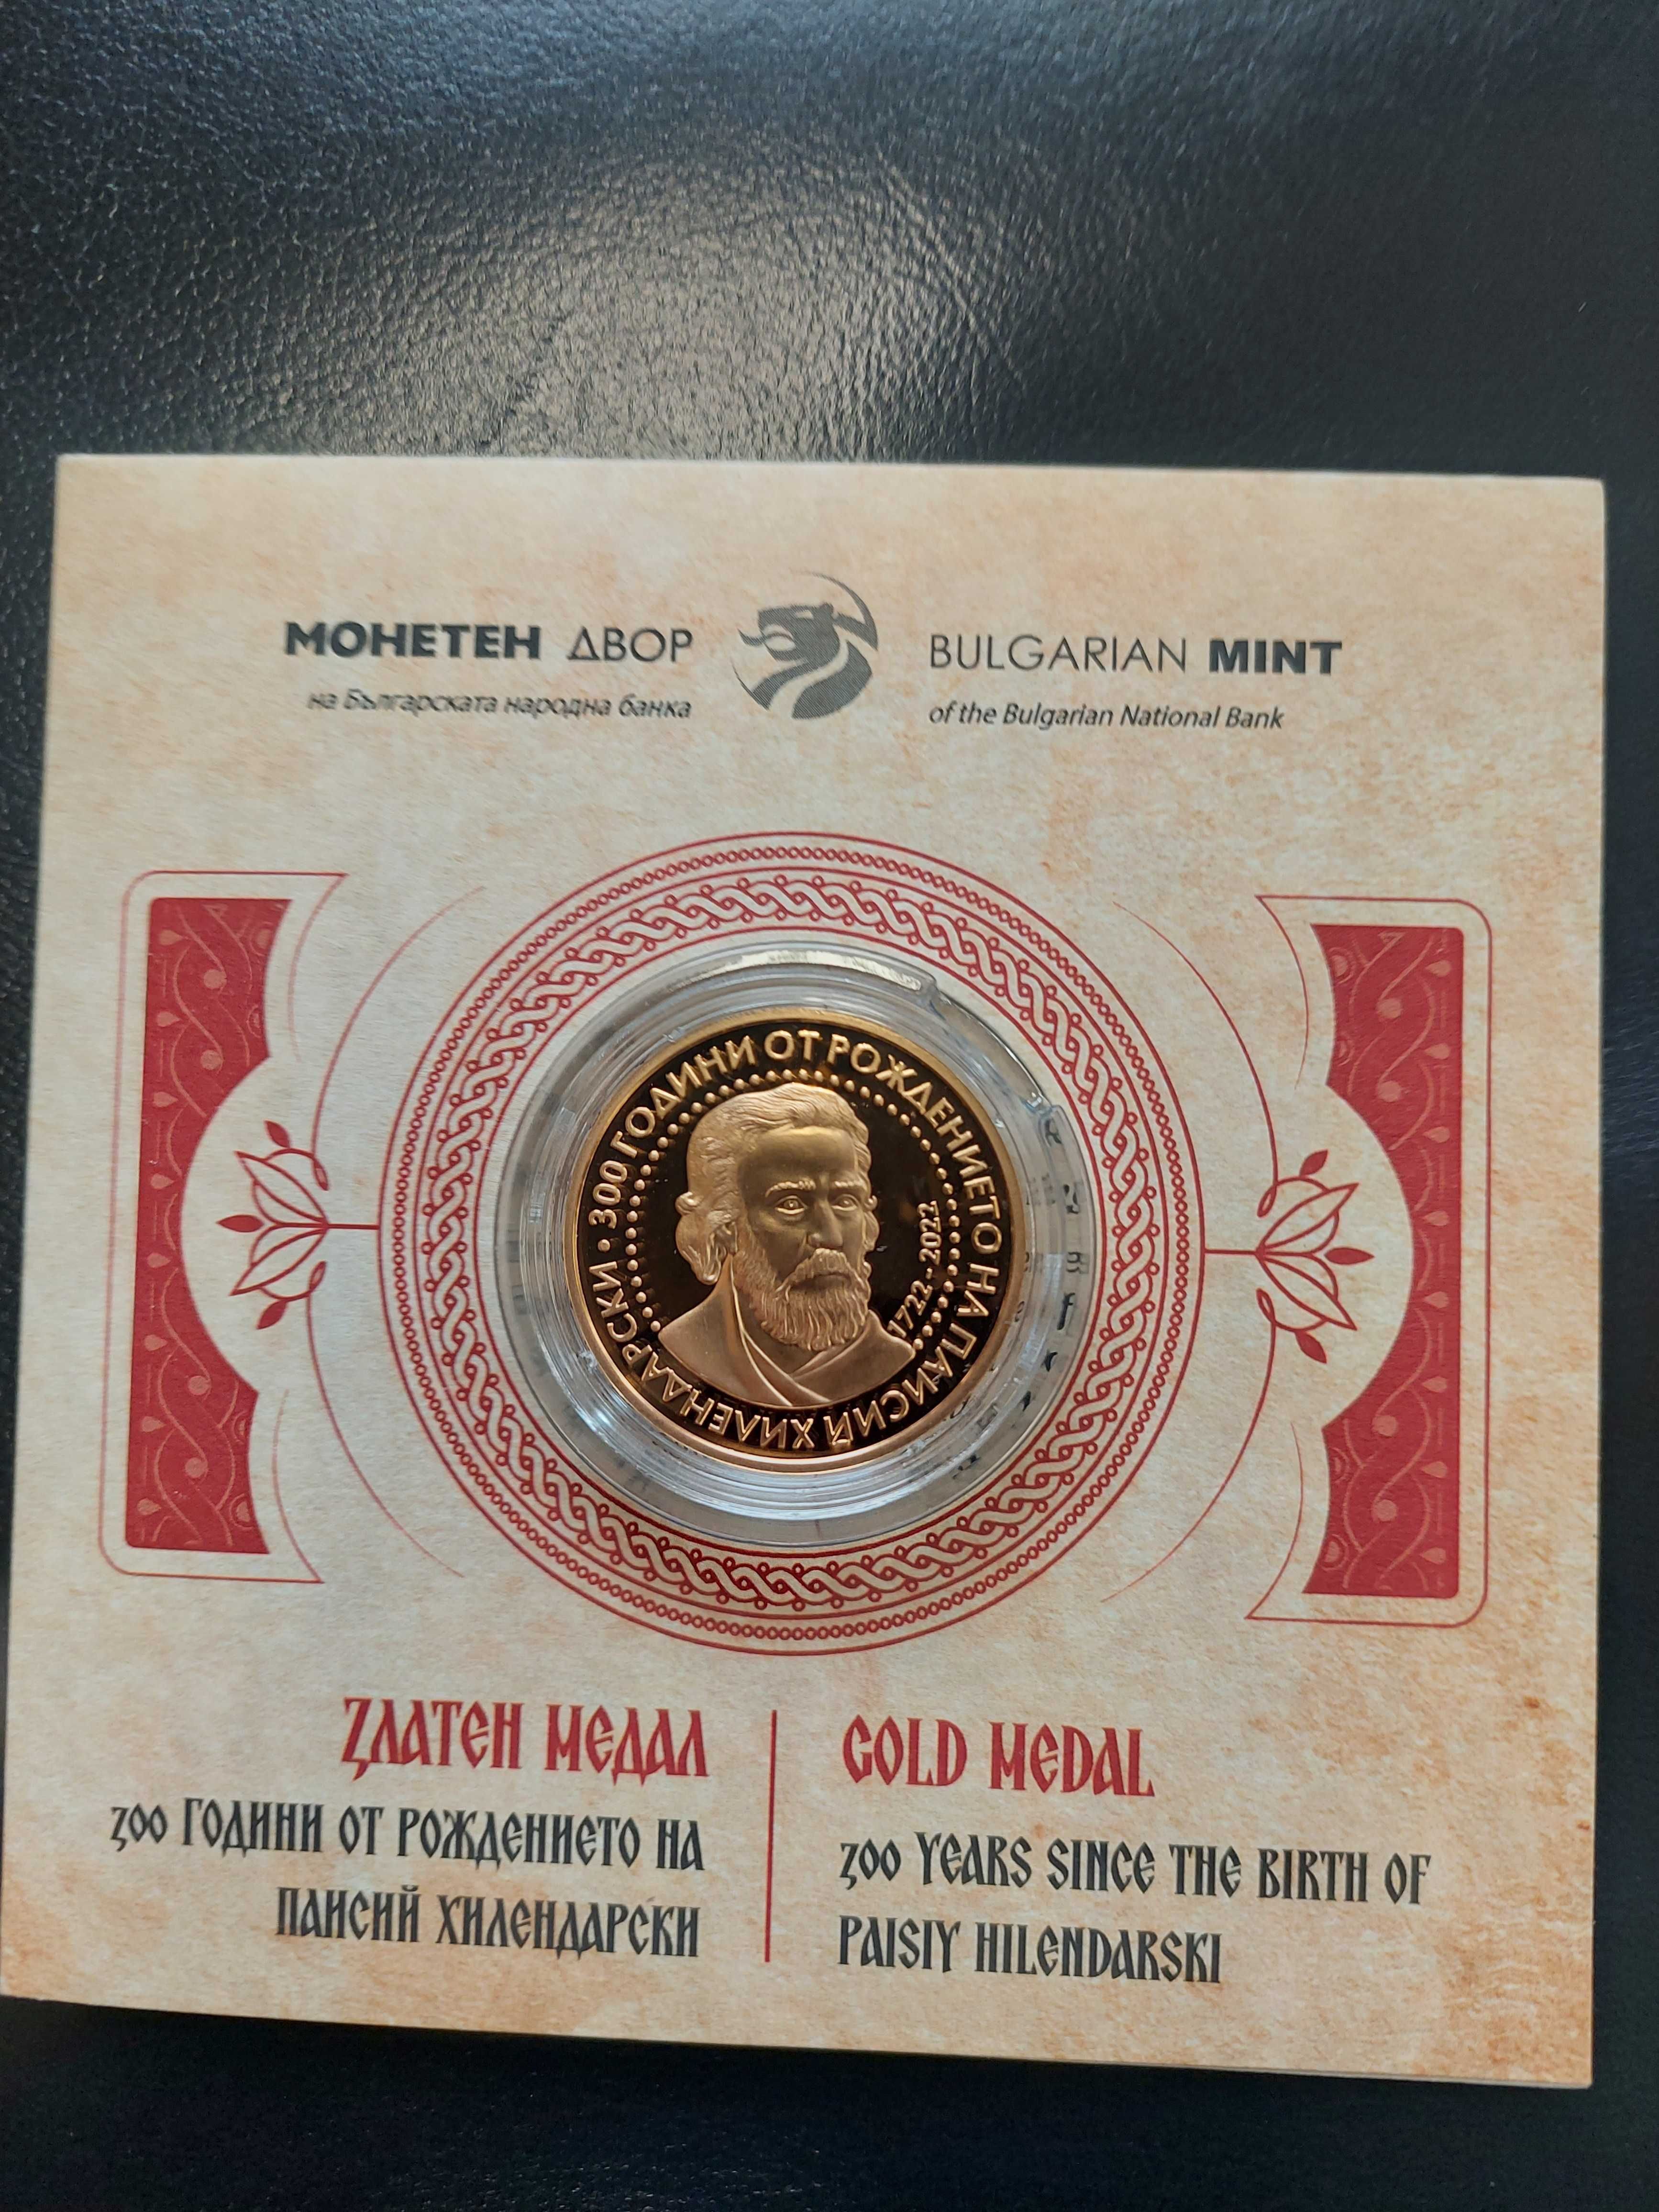 МОНЕТЕН ДВОР
на Българската народна банка
BULGARIAN MINT
of the Bulgarian National Bank
300 ГОДИНИ ОТ РОЖДЕНИЕТО НА ПАИСИЙ ХИЛЕНДАРСКИ •
1722 - 2022
ЗЛАТЕН МЕДАЛ
300 ГОДИНИ ОТ РОЖДЕНИЕТО НА
ПАИСИЙ ХИЛЕНДАРСКИ
GOLD MEDAL
300 YEARS SINCE THE BIRTH OF
PAISIY HILENDARSKI